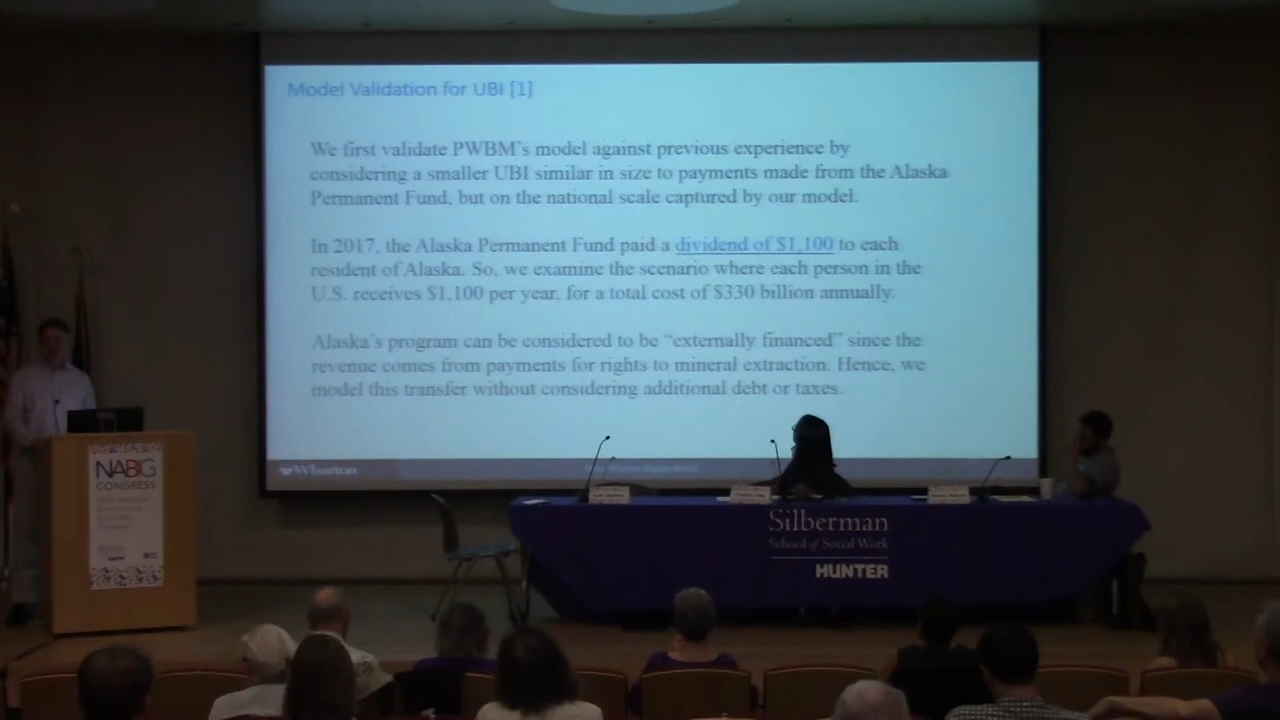 Model Validation for UBI [1]
We first validate PWBM's model against previous experience by
considering a smaller UBI similar in size to payments made from the Alaska
Permanent Fund, but on the national scale captured by our model.
In 2017, the Alaska Permanent Fund paid a dividend of $1,100 to each
resident of Alaska. So, we examine the scenario where each person in the
U.S. receives $1,100 per year, for a total cost of $330 billion annually.
Alaska's program can be considered to be “externally financed” since the
revenue comes from payments for rights to mineral extraction. Hence, we
model this transfer without considering additional debt or taxes.
Wharton
NABIG
CONGRESS
Silberman
School of Social Work
HUNTER